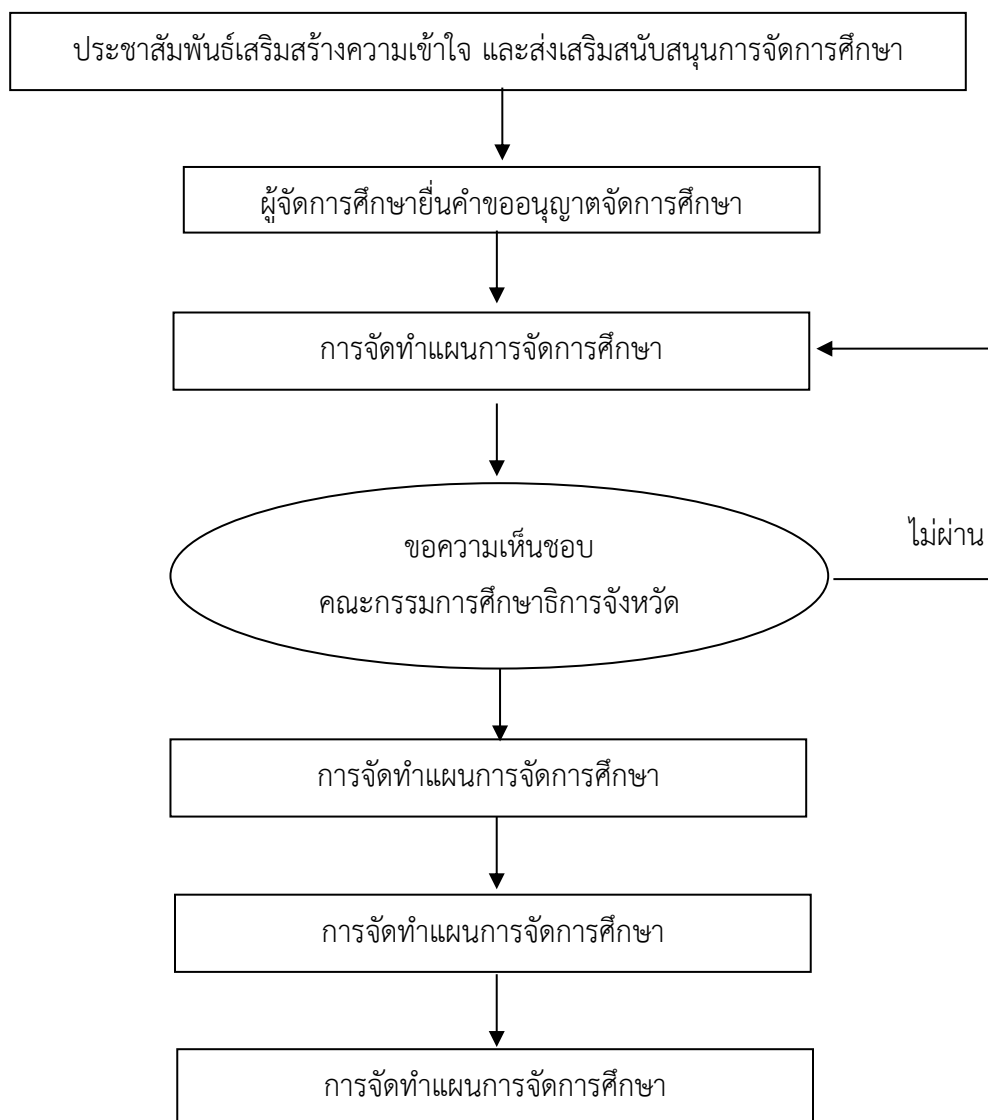 ประชาสัมพันธ์เสริมสร้างความเข้าใจ และส่งเสริมสนับสนุนการจัดการศึกษา
ผู้จัดการศึกษายื่นคำขออนุญาตจัดการศึกษา
การจัดทำแผนการจัดการศึกษา
ขอความเห็นชอบ
คณะกรรมการศึกษาธิการจังหวัด
ไม่ผ่าน
การจัดทำแผนการจัดการศึกษา
การจัดทำแผนการจัดการศึกษา
การจัดทำแผนการจัดการศึกษา